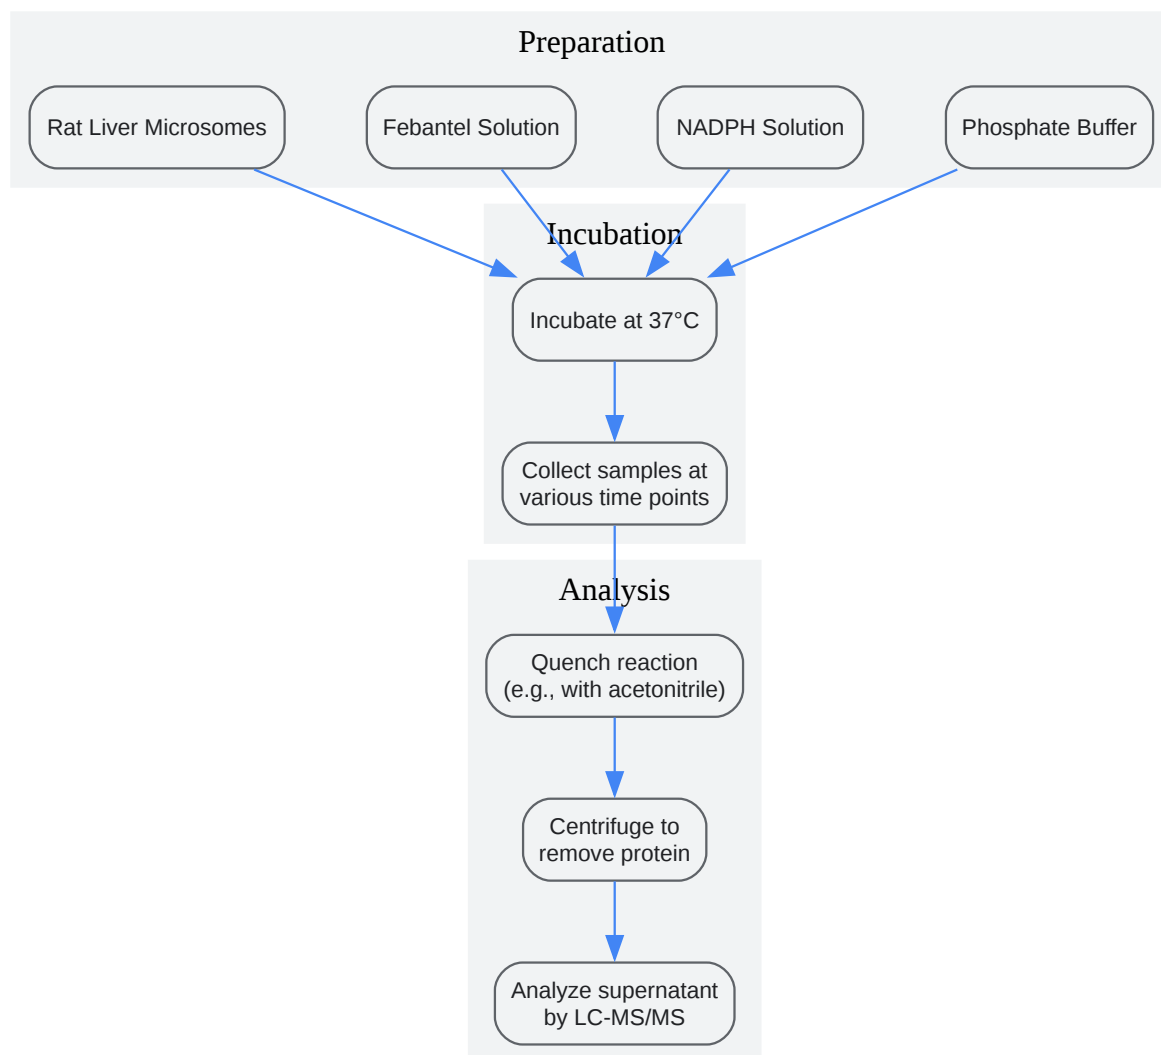 Preparation
Rat Liver Microsomes
Febantel Solution
NADPH Solution
Phosphate Buffer
Incubation
Incubate at 37°C
Collect samples at
various time points
Analysis
Quench reaction
(e.g., with acetonitrile)
Centrifuge to
remove protein
Analyze supernatant
by LC-MS/MS